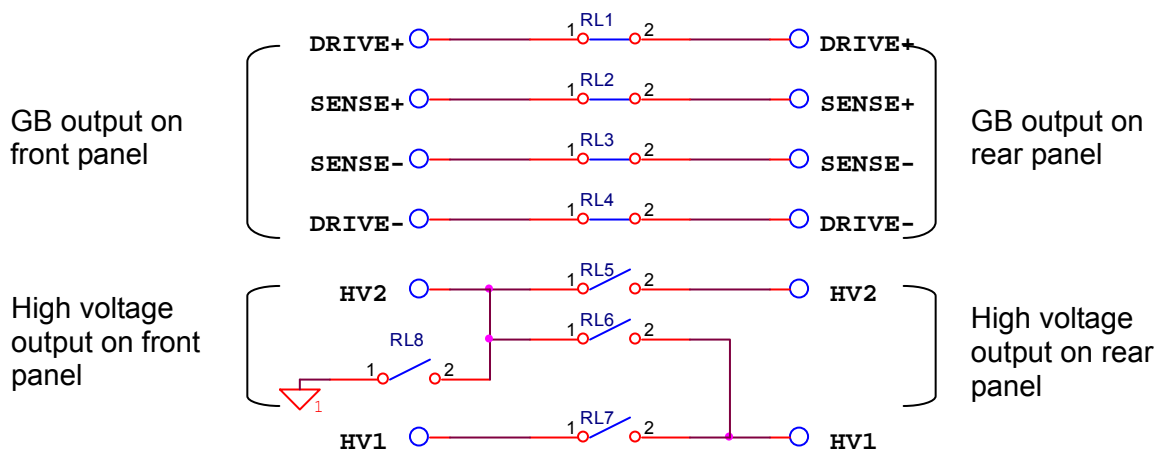 GB output on
front panel
DRIVE+
1
RL1
2
DRIVE+
SENSE+
1
RL2
2
SENSE+
SENSE-
1
RL3
2
SENSE-
DRIVE-
1
RL4
2
DRIVE-
GB output on
rear panel
High voltage
output on front
panel
HV2
1
RL5
2
HV2
RL6
1
2
RL8
1
2
1
HV1
1
RL7
2
HV1
High voltage
output on rear
panel